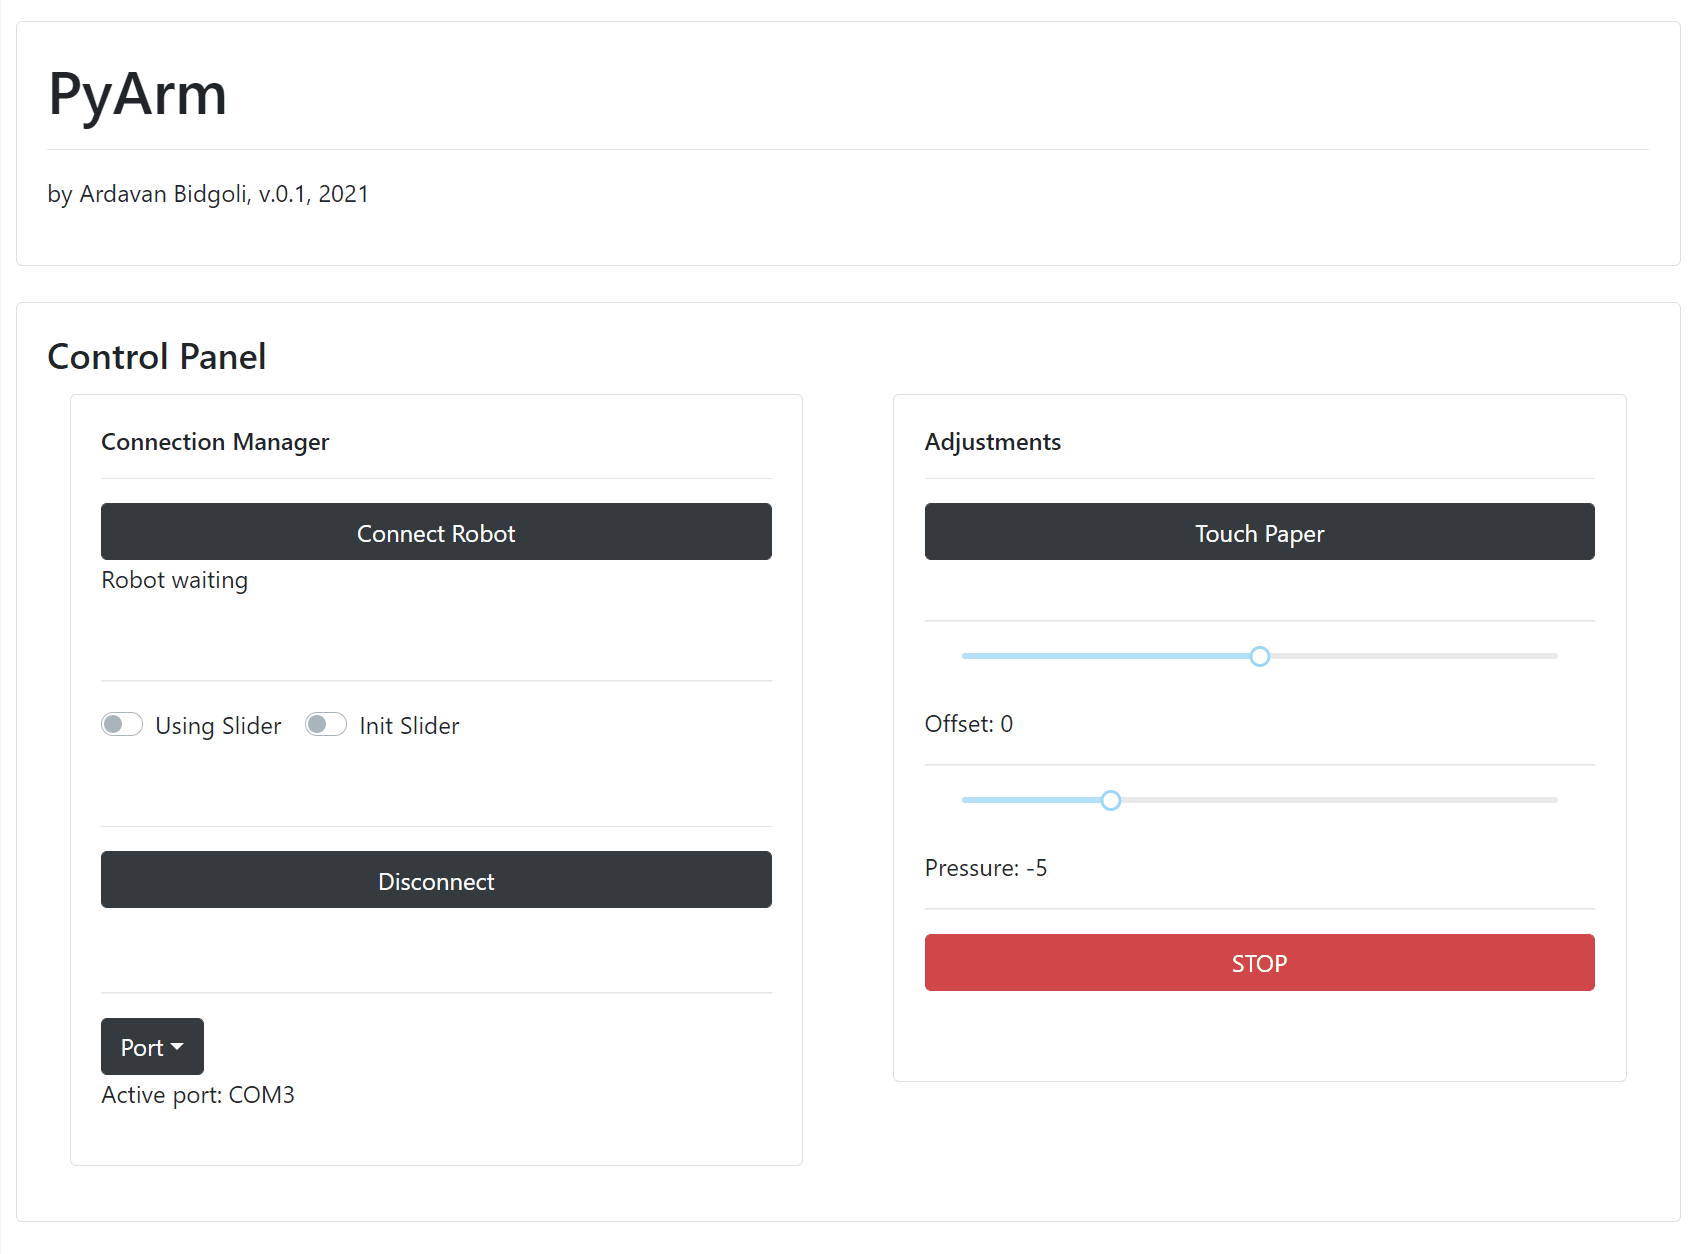 PyArm
by Ardavan Bidgoli, v.0.1, 2021
Control Panel
Connection Manager
Connect Robot
Robot waiting
Using Slider
Init Slider
Disconnect
Port
Active port: COM3
Adjustments
Touch Paper
Offset: 0
Pressure: -5
STOP